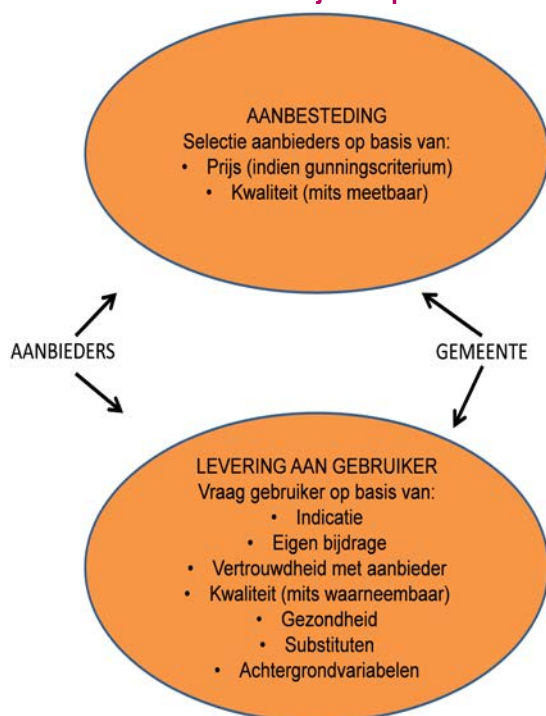 AANBESTEDING
Selectie aanbieders op basis van:
• Prijs (indien gunningscriterium)
• Kwaliteit (mits meetbaar)
AANBIEDERS
GEMEENTE
LEVERING AAN GEBRUIKER
Vraag gebruiker op basis van:
• Indicatie
• Eigen bijdrage
• Vertrouwdheid met aanbieder
• Kwaliteit (mits waarneembaar)
• Gezondheid
• Substituten
• Achtergrondvariabelen